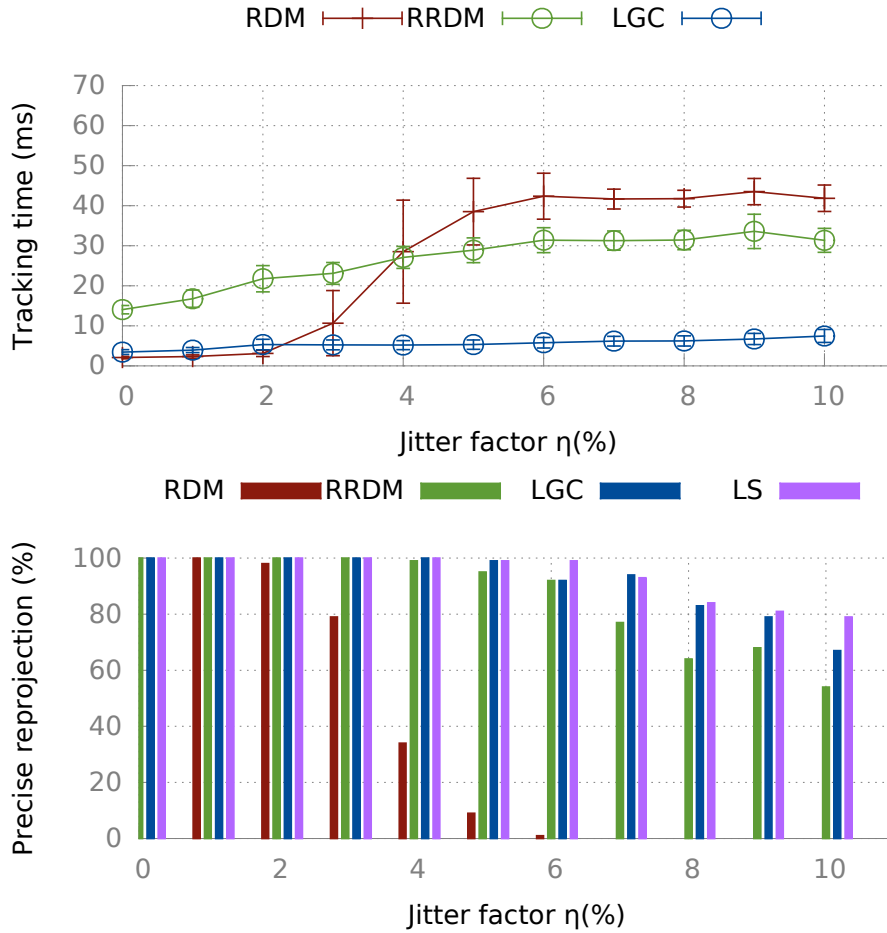 RDM RRDM LGC
Tracking time (ms)
70
60
50
40
30
20
10
0
0 2 4 6 8 10
Jitter factor η(%)
RDM RRDM LGC LS
Precise reprojection (%)
100
80
60
40
20
0
0 2 4 6 8 10
Jitter factor η(%)